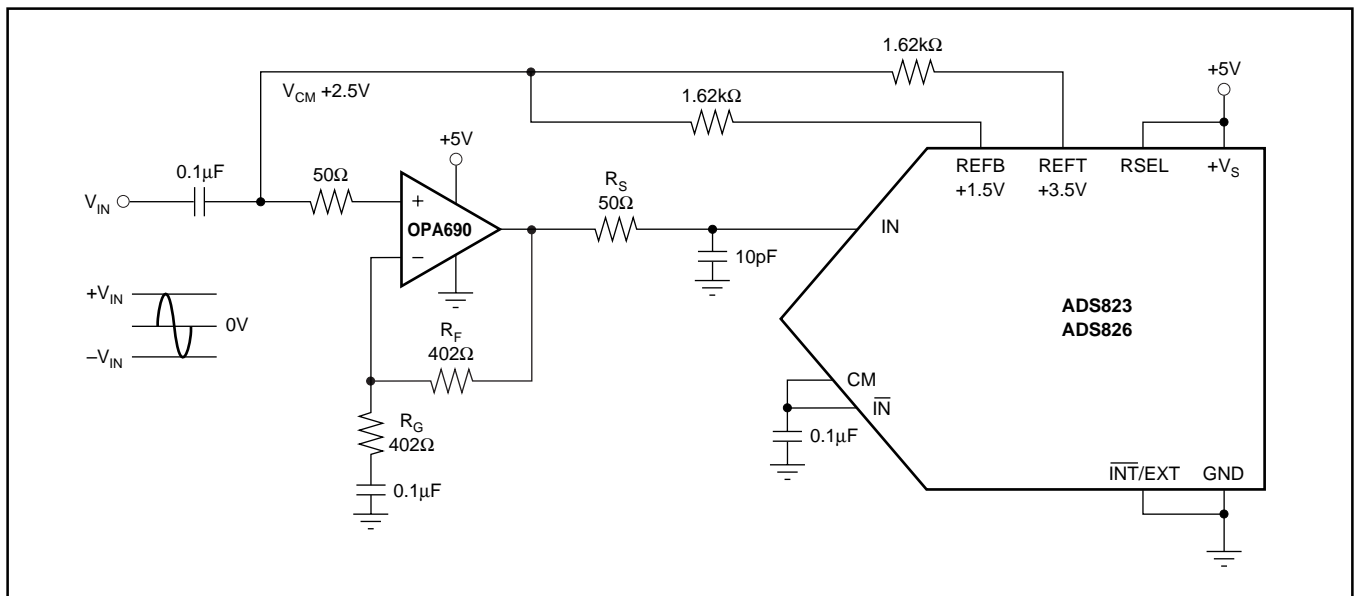 1.62kΩ
+5V
V_CM +2.5V
1.62kΩ
+5V
REFB
+1.5V
REFT
+3.5V
RSEL
+V_S
0.1µF
50Ω
R_S
50Ω
V_IN
+
OPA690
−
IN
10pF
+V_IN
0V
–V_IN
ADS823
ADS826
R_F
402Ω
CM
I̅N̅
0.1µF
R_G
402Ω
0.1µF
I̅N̅T̅/EXT
GND